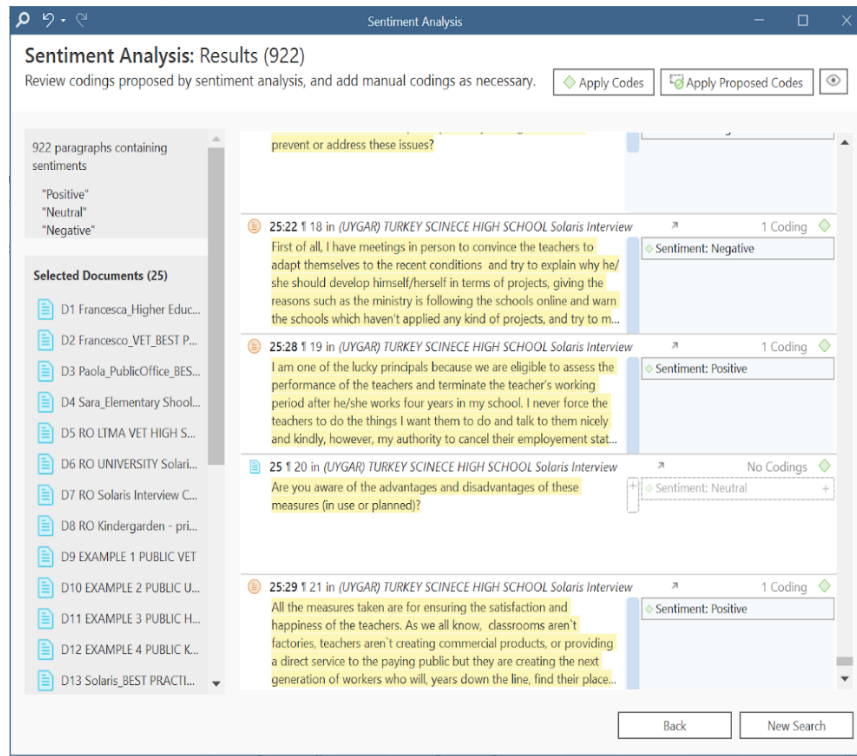 Sentiment Analysis
Sentiment Analysis: Results (922)
Review codings proposed by sentiment analysis, and add manual codings as necessary.
Apply Codes
Apply Proposed Codes
922 paragraphs containing
sentiments
"Positive"
"Neutral"
"Negative"
Selected Documents (25)
D1 Francesca_Higher Educ...
D2 Francesco_VET_BEST P...
D3 Paola_PublicOffice_BES...
D4 Sara_Elementary Shool...
D5 RO LTMA VET HIGH S...
D6 RO UNIVERSITY Solari...
D7 RO Solaris Interview C...
D8 RO Kindergarden - pri...
D9 EXAMPLE 1 PUBLIC VET
D10 EXAMPLE 2 PUBLIC U...
D11 EXAMPLE 3 PUBLIC H...
D12 EXAMPLE 4 PUBLIC K...
D13 Solaris_BEST PRACTI...
prevent or address these issues?
25:22 ¶ 18 in (UYGAR) TURKEY SCINECE HIGH SCHOOL Solaris Interview
1 Coding
First of all, I have meetings in person to convince the teachers to
adapt themselves to the recent conditions and try to explain why he/
she should develop himself/herself in terms of projects, giving the
reasons such as the ministry is following the schools online and warn
the schools which haven't applied any kind of projects, and try to m...
Sentiment: Negative
25:28 ¶ 19 in (UYGAR) TURKEY SCINECE HIGH SCHOOL Solaris Interview
1 Coding
I am one of the lucky principals because we are eligible to assess the
performance of the teachers and terminate the teacher's working
period after he/she works four years in my school. I never force the
teachers to do the things I want them to do and talk to them nicely
and kindly, however, my authority to cancel their employement stat...
Sentiment: Positive
25 ¶ 20 in (UYGAR) TURKEY SCINECE HIGH SCHOOL Solaris Interview
No Codings
Are you aware of the advantages and disadvantages of these
measures (in use or planned)?
Sentiment: Neutral
25:29 ¶ 21 in (UYGAR) TURKEY SCINECE HIGH SCHOOL Solaris Interview
1 Coding
All the measures taken are for ensuring the satisfaction and
happiness of the teachers. As we all know, classrooms aren`t
factories, teachers aren`t creating commercial products, or providing
a direct service to the paying public but they are creating the next
generation of workers who will, years down the line, find their place...
Sentiment: Positive
Back
New Search